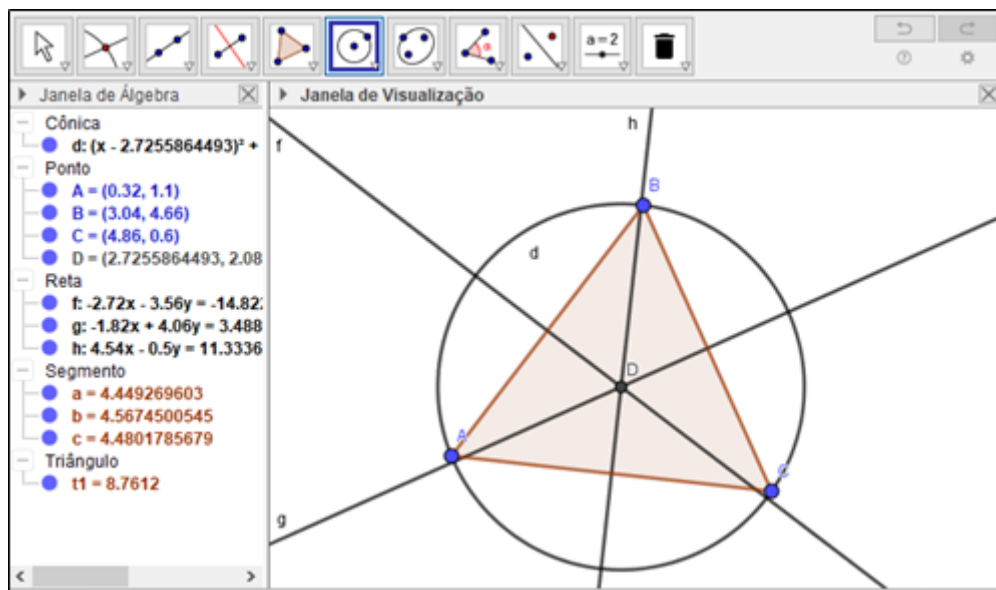 a = 2
Janela de Álgebra
Cônica
d: (x - 2.7255864493)² +
Ponto
A = (0.32, 1.1)
B = (3.04, 4.66)
C = (4.86, 0.6)
D = (2.7255864493, 2.08
Reta
f: -2.72x - 3.56y = -14.82
g: -1.82x + 4.06y = 3.488
h: 4.54x - 0.5y = 11.3336
Segmento
a = 4.449269603
b = 4.5674500545
c = 4.4801785679
Triângulo
t1 = 8.7612
Janela de Visualização
h
f
B
d
D
A
C
g